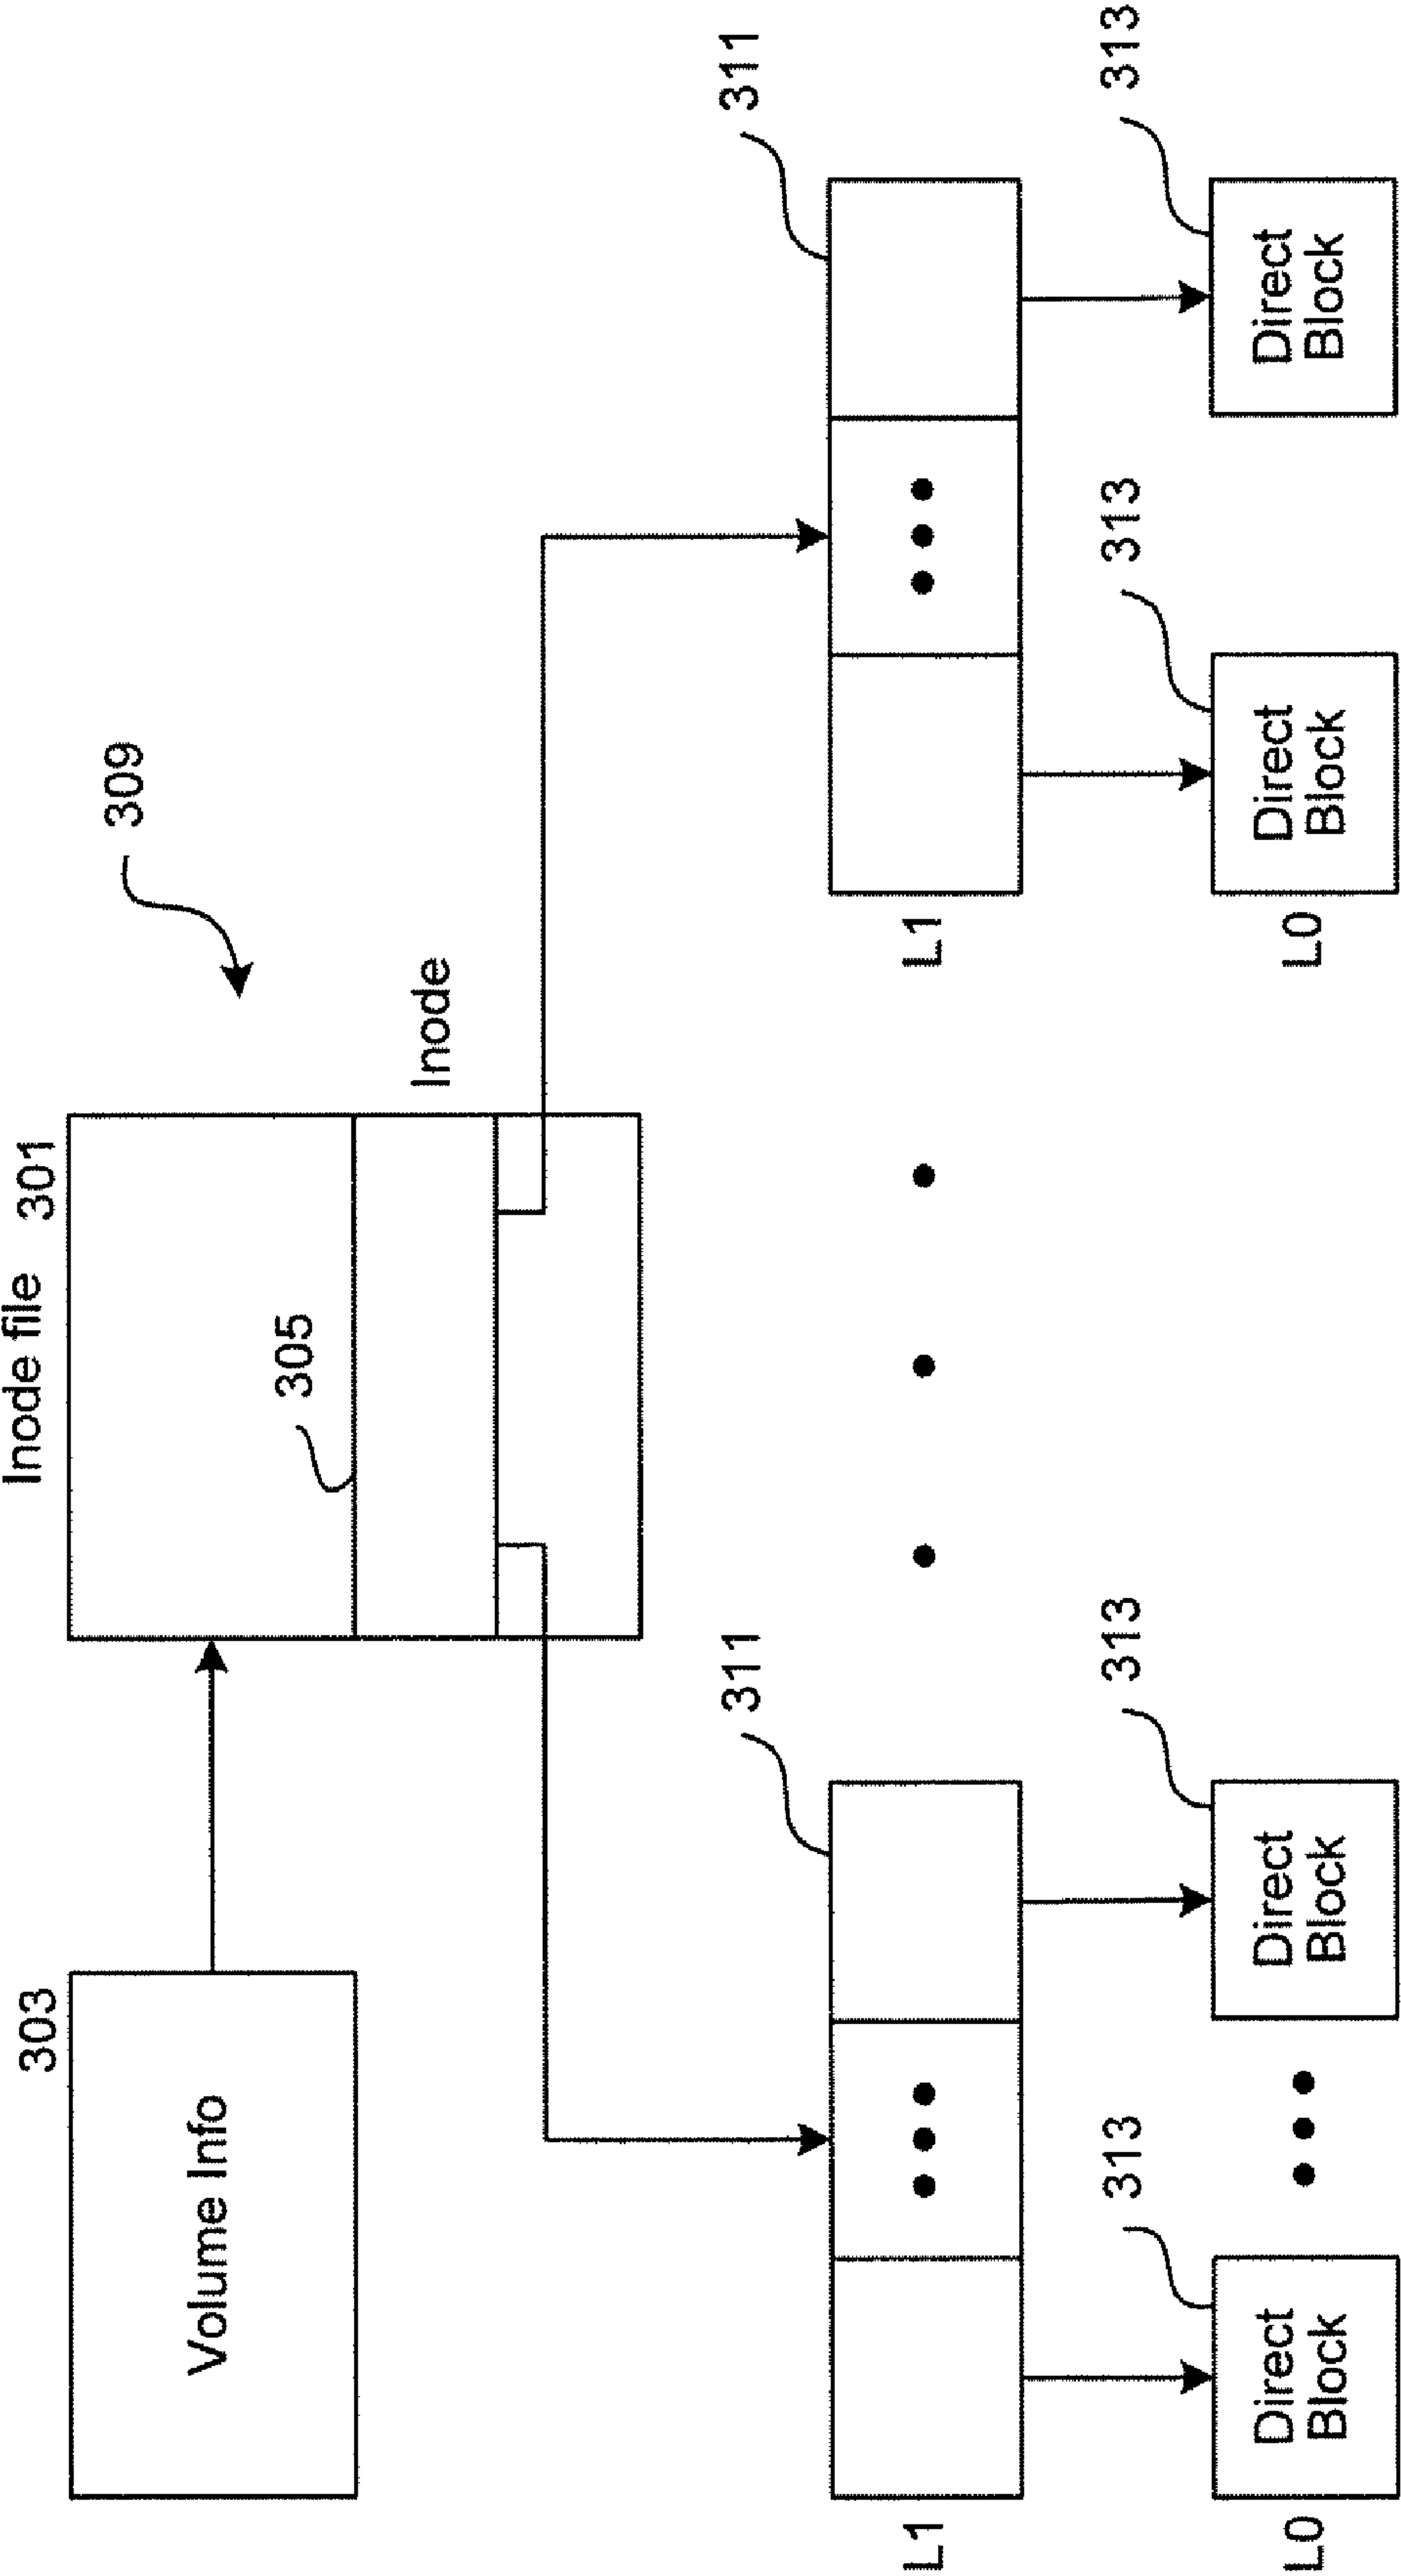 Inode file 301
303
Volume Info
309
305
Inode
311
311
L1
L1
313
313
313
313
Direct
Block
Direct
Block
Direct
Block
Direct
Block
L0
L0